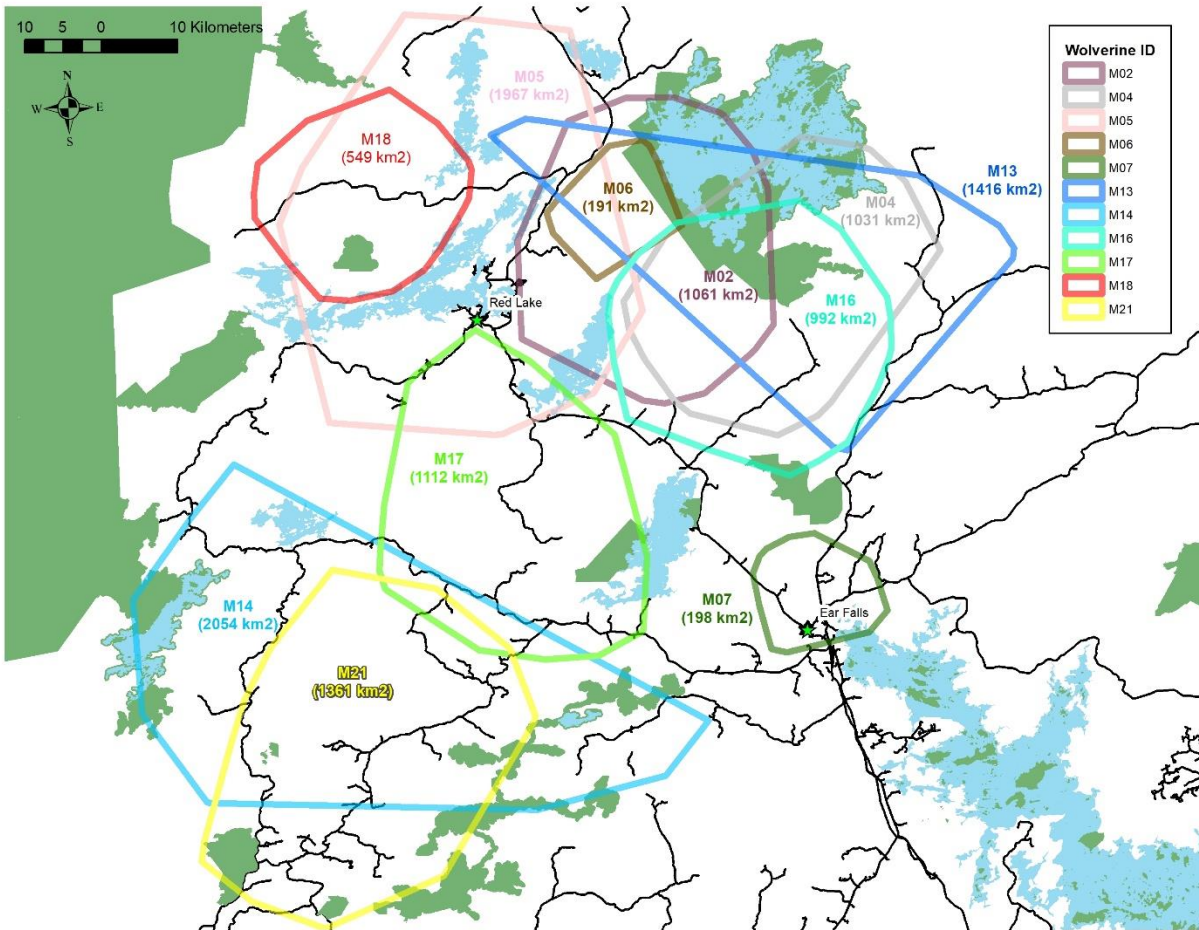 10 5 0 10 Kilometers
N
W E
S
M05
(1967 km2)
M18
(549 km2)
M06
(191 km2)
M04
(1031 km2)
M13
(1416 km2)
M02
(1061 km2)
M16
(992 km2)
Red Lake
M17
(1112 km2)
M14
(2054 km2)
M07
(198 km2)
Ear Falls
M21
(1361 km2)
Wolverine ID
M02
M04
M05
M06
M07
M13
M14
M16
M17
M18
M21